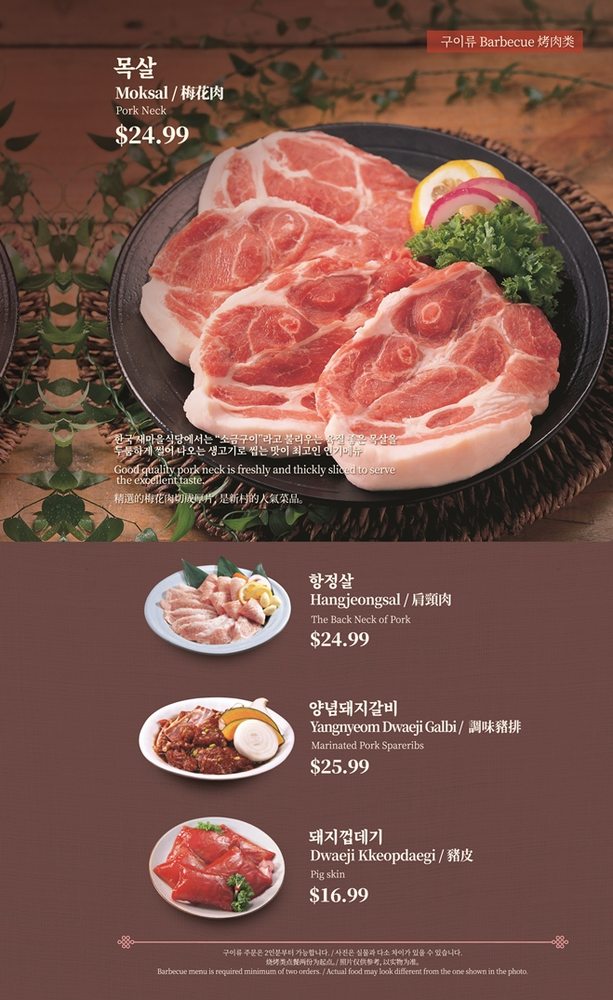 구이류 Barbecue 烤肉类
목살
Moksal / 梅花肉
Pork Neck
$24.99
한국 새마을식당에서는 “소금구이”라고 불리우는 육질 좋은 목살을
두툼하게 썰어 나오는 생고기로 씹는 맛이 최고인 인기메뉴
Good quality pork neck is freshly and thickly sliced to serve
the excellent taste.
精選的梅花肉切成厚片, 是新村的人氣菜品。
항정살
Hangjeongsal / 肩頸肉
The Back Neck of Pork
$24.99
양념돼지갈비
Yangnyeom Dwaeji Galbi / 調味豬排
Marinated Pork Spareribs
$25.99
돼지껍데기
Dwaeji Kkeopdaegi / 豬皮
Pig skin
$16.99
구이류 주문은 2인분부터 가능합니다. / 사진은 실물과 다소 차이가 있을 수 있습니다.
烧烤类点餐两份为起点。/ 照片仅供参考, 以实物为准。
Barbecue menu is required minimum of two orders. / Actual food may look different from the one shown in the photo.